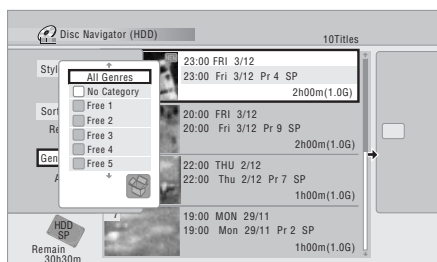 Disc Navigator (HDD)
10Titles
Styl
All Genres
No Category
Free 1
Free 2
Free 3
Free 4
Free 5
Sort
Re
Gen
A
HDD
SP
Remain
30h30m
23:00 FRI 3/12
23:00 Fri 3/12 Pr 4 SP
2h00m(1.0G)
20:00 FRI 3/12
20:00 Fri 3/12 Pr 9 SP
2h00m(1.0G)
22:00 THU 2/12
22:00 Thu 2/12 Pr 7 SP
1h00m(1.0G)
7
19:00 MON 29/11
19:00 Mon 29/11 Pr 2 SP
1h00m(1.0G)